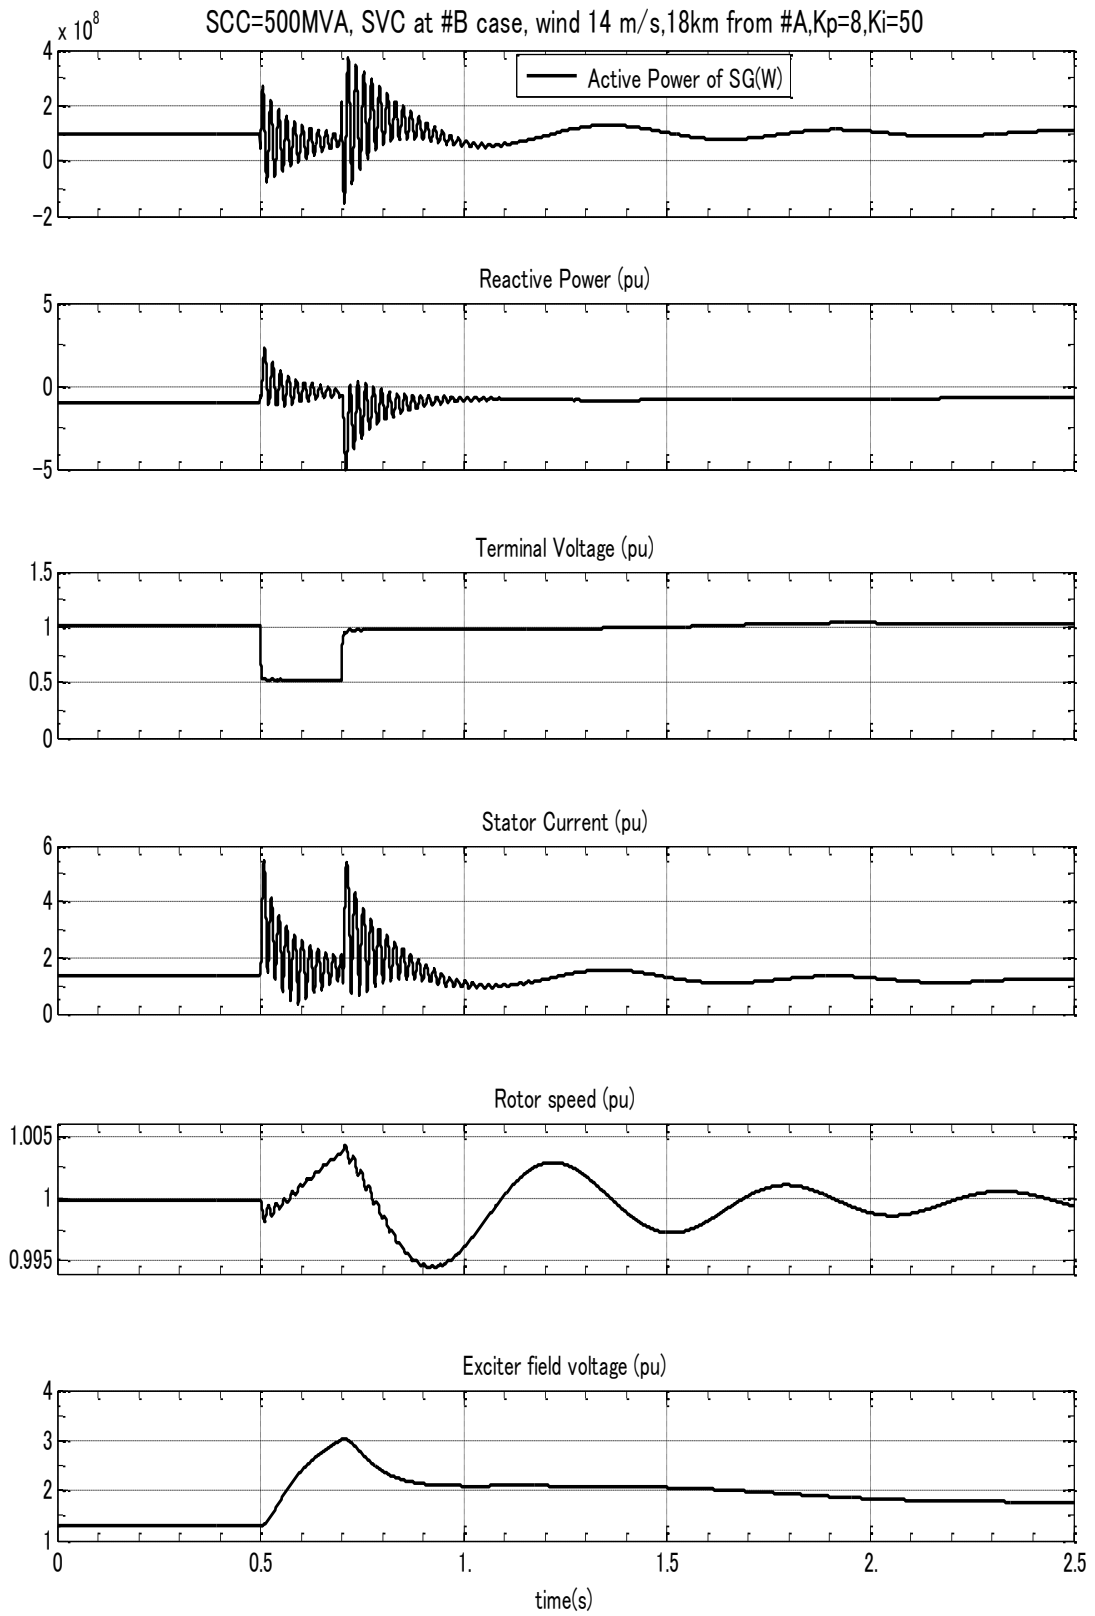 SCC=500MVA, SVC at #B case, wind 14 m/s,18km from #A,Kp=8,Ki=50
x 10^8
4
2
0
-2
Active Power of SG(W)
Reactive Power (pu)
5
0
-5
Terminal Voltage (pu)
1.5
1
0.5
0
Stator Current (pu)
6
4
2
0
Rotor speed (pu)
1.005
1
0.995
Exciter field voltage (pu)
4
3
2
1
0 0.5 1. 1.5 2. 2.5
time(s)